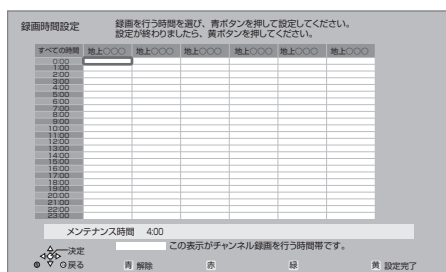 録画時間設定
録画を行う時間を選び、青ボタンを押して設定してください。
設定が終わりましたら、黄ボタンを押してください。
すべての時間 地上○○○ 地上○○○ 地上○○○ 地上○○○ 地上○○○ 地上○○○
0:00
1:00
2:00
3:00
4:00
5:00
6:00
7:00
8:00
9:00
10:00
11:00
12:00
13:00
14:00
15:00
16:00
17:00
18:00
19:00
20:00
21:00
22:00
23:00
メンテナンス時間 4:00
この表示がチャンネル録画を行う時間帯です。
決定
戻る
青 解除 赤 緑 黄 設定完了